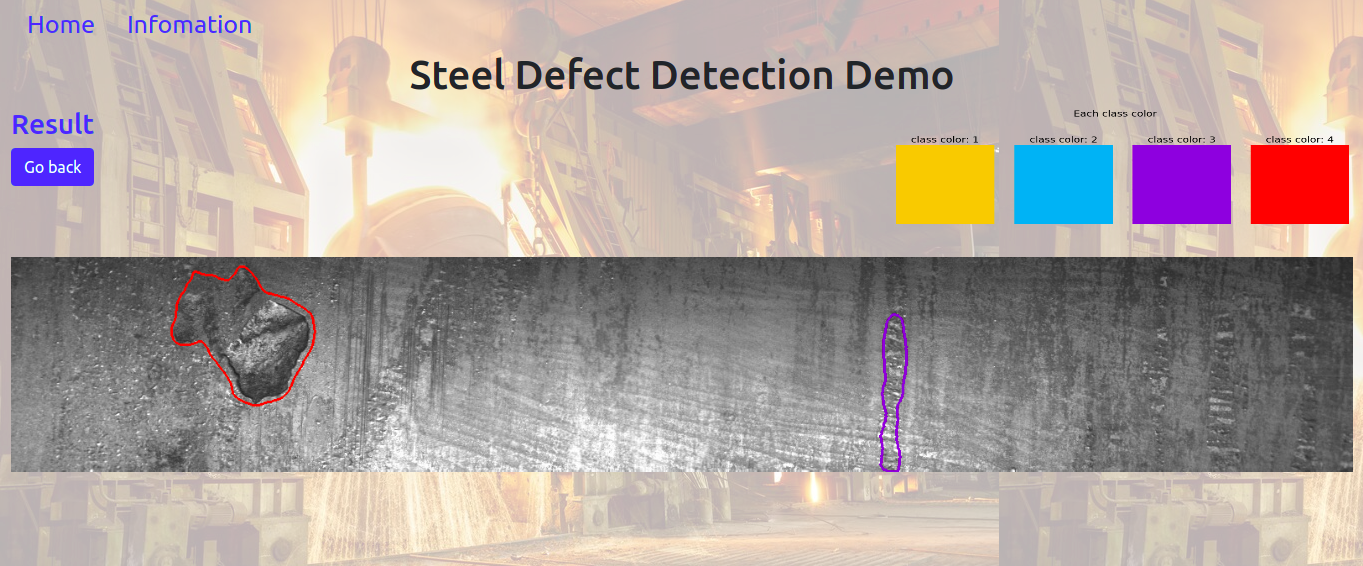 Home Infomation
Steel Defect Detection Demo
Result
Go back
Each class color
class color: 1 class color: 2 class color: 3 class color: 4